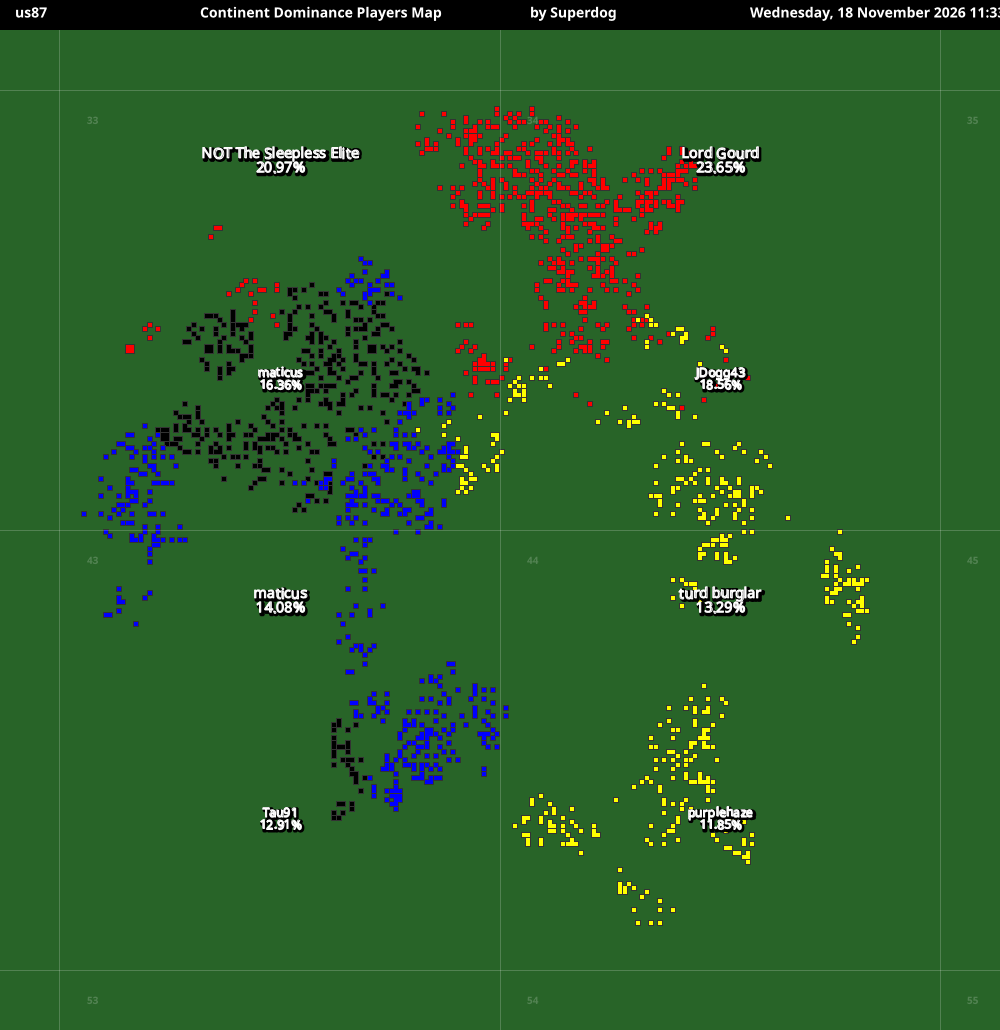 us87 Continent Dominance Players Map by Superdog Wednesday, 18 November 2026 11:33
33 34 35
NOT The Sleepless Elite
20.97%
Lord Gourd
23.65%
maticus
16.36%
JDogg43
18.56%
43 44 45
maticus
14.08%
turd burglar
13.29%
Tau91
12.91%
purplehaze
11.85%
53 54 55